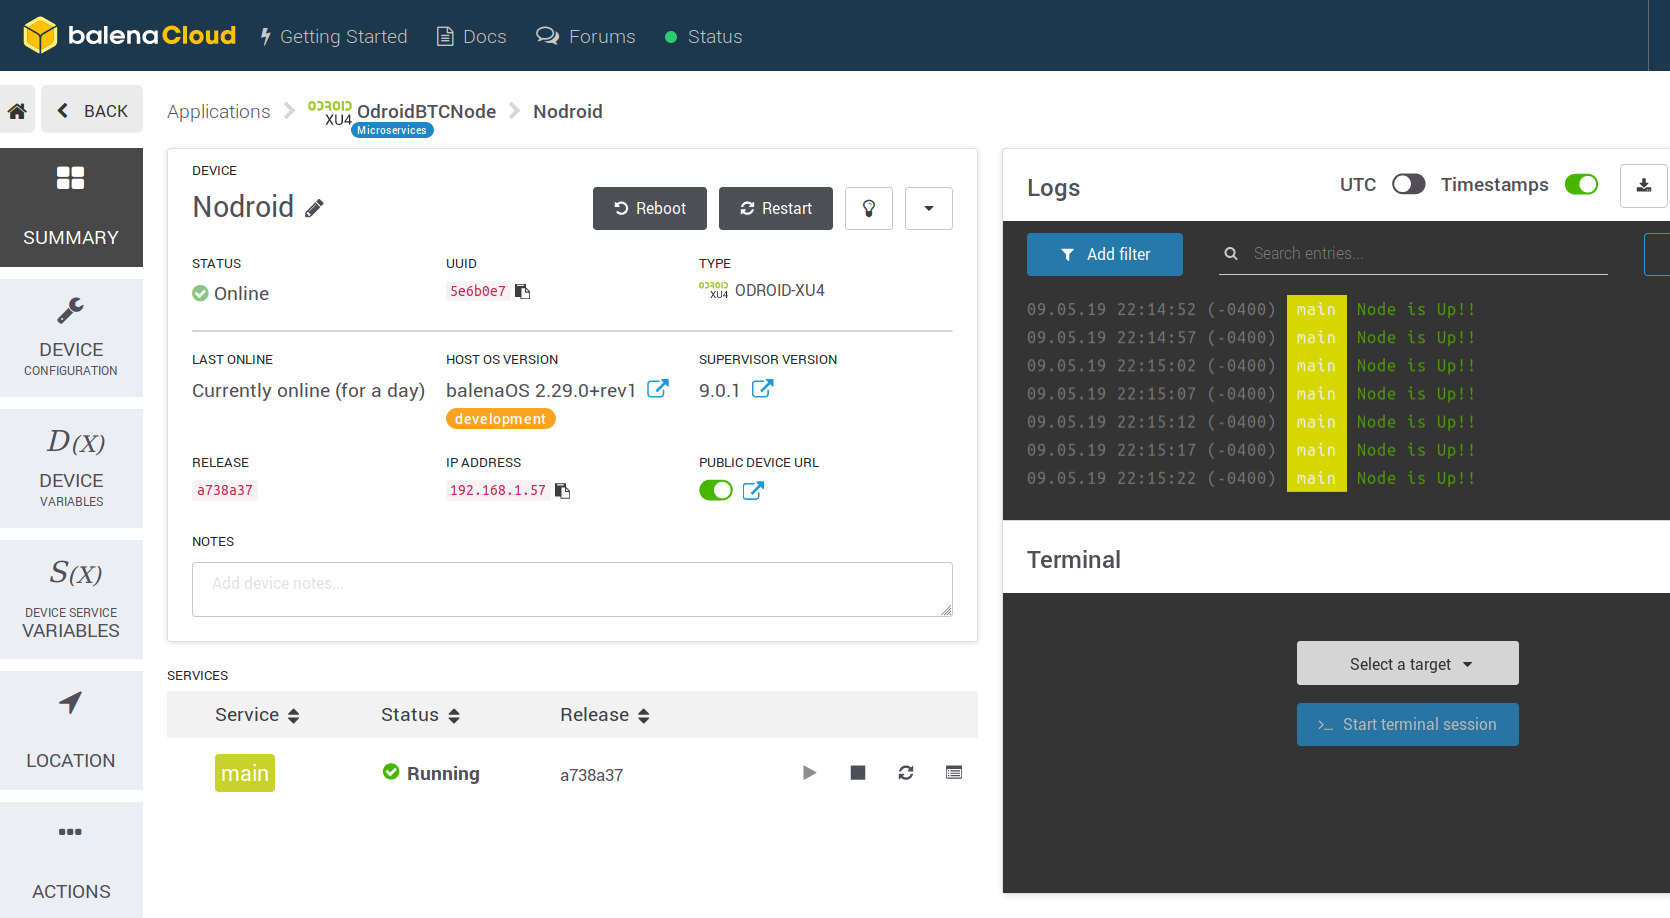 balenaCloud Getting Started Docs Forums Status
BACK
Applications ODROID XU4 OdroidBTCNode Nodroid
Microservices
SUMMARY
DEVICE
CONFIGURATION
D(X)
DEVICE
VARIABLES
S(X)
DEVICE SERVICE
VARIABLES
LOCATION
ACTIONS
DEVICE
Nodroid Reboot Restart
STATUS UUID TYPE
Online 5e6b0e7 ODROID XU4 ODROID-XU4
LAST ONLINE HOST OS VERSION SUPERVISOR VERSION
Currently online (for a day) balenaOS 2.29.0+rev1 9.0.1
development
RELEASE IP ADDRESS PUBLIC DEVICE URL
a738a37 192.168.1.57
NOTES
Add device notes...
SERVICES
Service Status Release
main Running a738a37
Logs UTC Timestamps
Add filter Search entries...
09.05.19 22:14:52 (-0400) main Node is Up!!
09.05.19 22:14:57 (-0400) main Node is Up!!
09.05.19 22:15:02 (-0400) main Node is Up!!
09.05.19 22:15:07 (-0400) main Node is Up!!
09.05.19 22:15:12 (-0400) main Node is Up!!
09.05.19 22:15:17 (-0400) main Node is Up!!
09.05.19 22:15:22 (-0400) main Node is Up!!
Terminal
Select a target
>_ Start terminal session